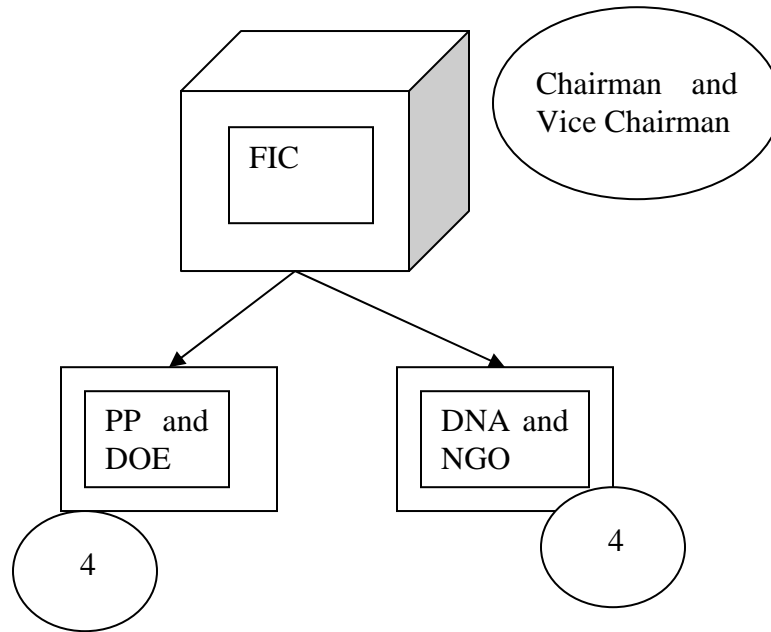 Chairman and
Vice Chairman
FIC
PP and
DOE
DNA and
NGO
4
4